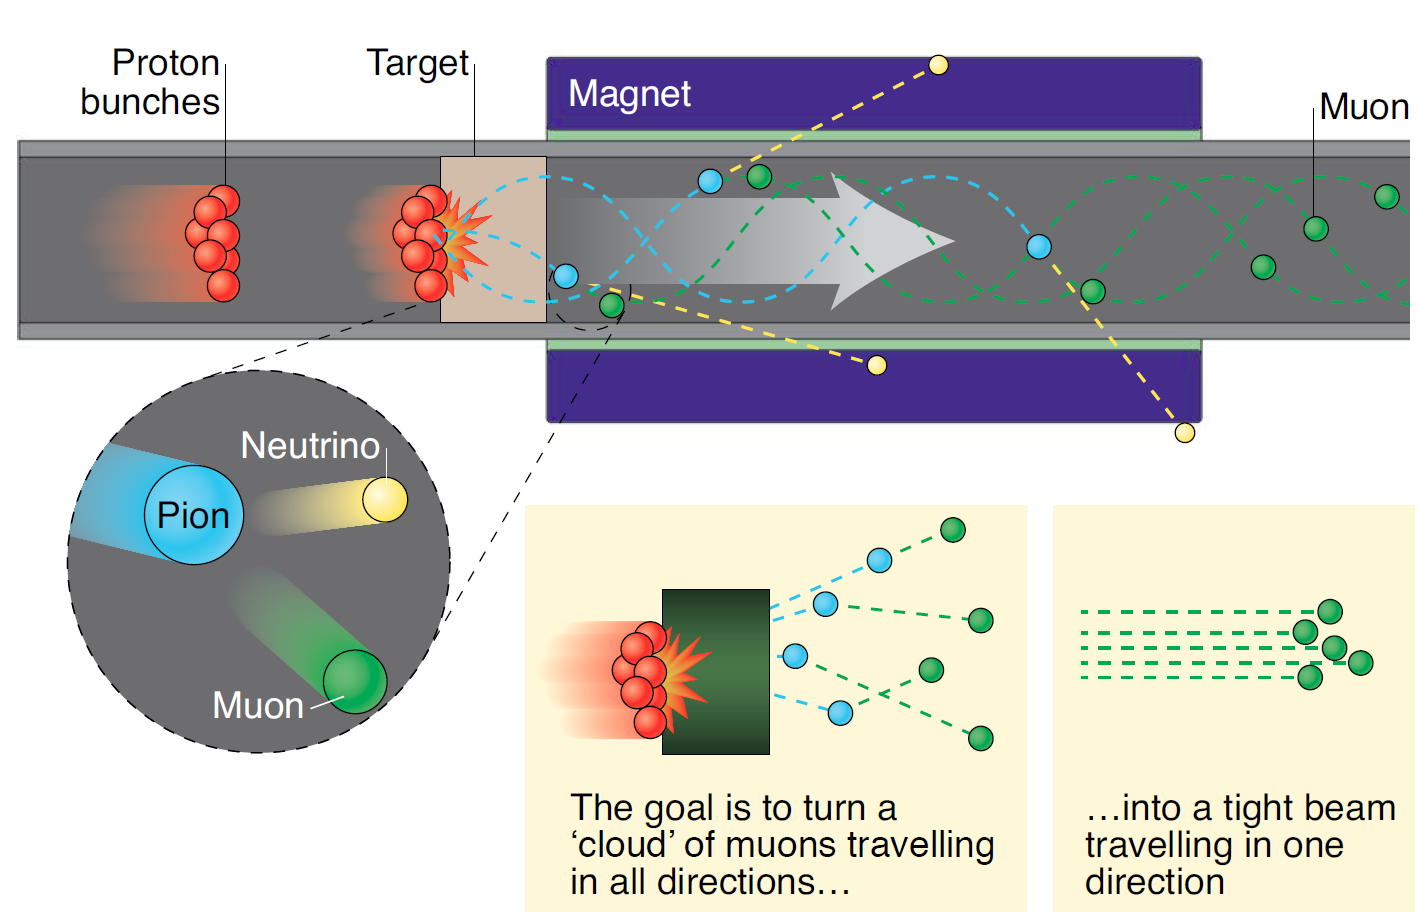 Proton
bunches
Target
Magnet
Muon
Neutrino
Pion
Muon
The goal is to turn a
‘cloud’ of muons travelling
in all directions…
…into a tight beam
travelling in one
direction